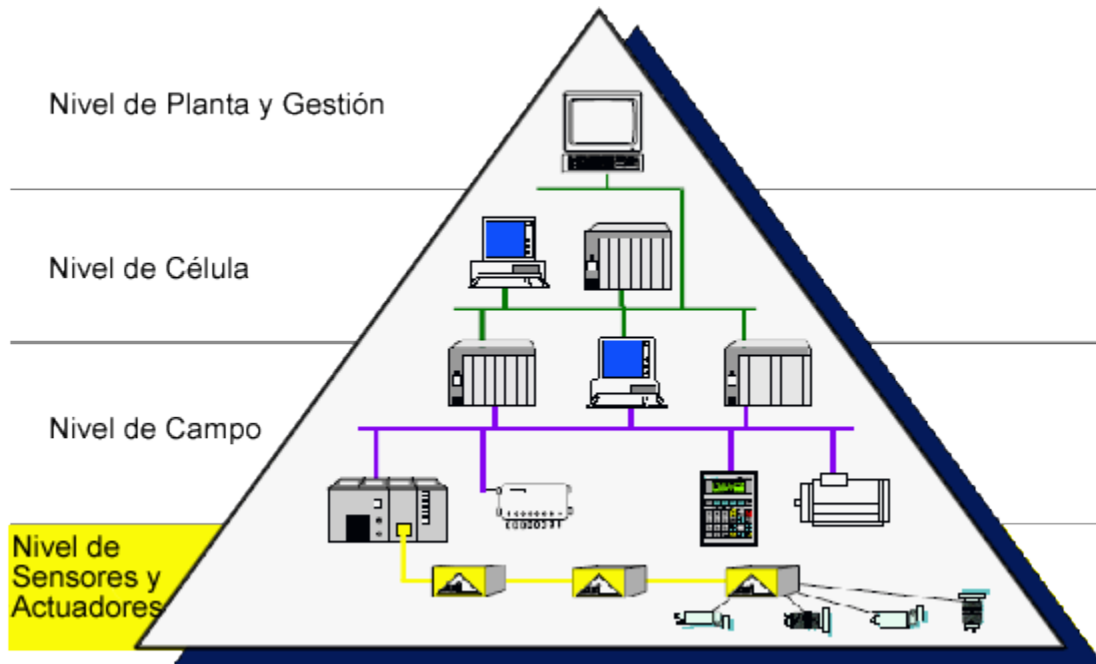 Nivel de Planta y Gestión
Nivel de Célula
Nivel de Campo
Nivel de
Sensores y
Actuadores